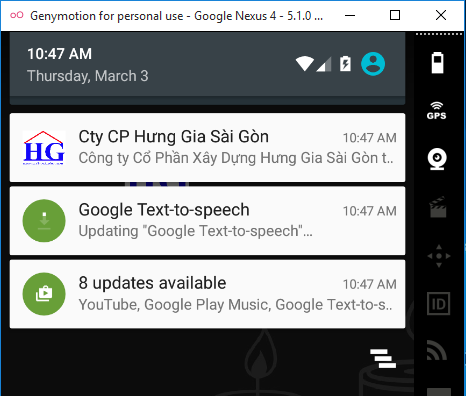 Genymotion for personal use - Google Nexus 4 - 5.1.0 ...
10:47 AM
Thursday, March 3
GPS
Cty CP Hưng Gia Sài Gòn 10:47 AM
HG
Công ty Cổ Phần Xây Dựng Hưng Gia Sài Gòn t..
Google Text-to-speech 10:47 AM
Updating "Google Text-to-speech"...
8 updates available 10:47 AM
YouTube, Google Play Music, Google Text-to-s..
ID